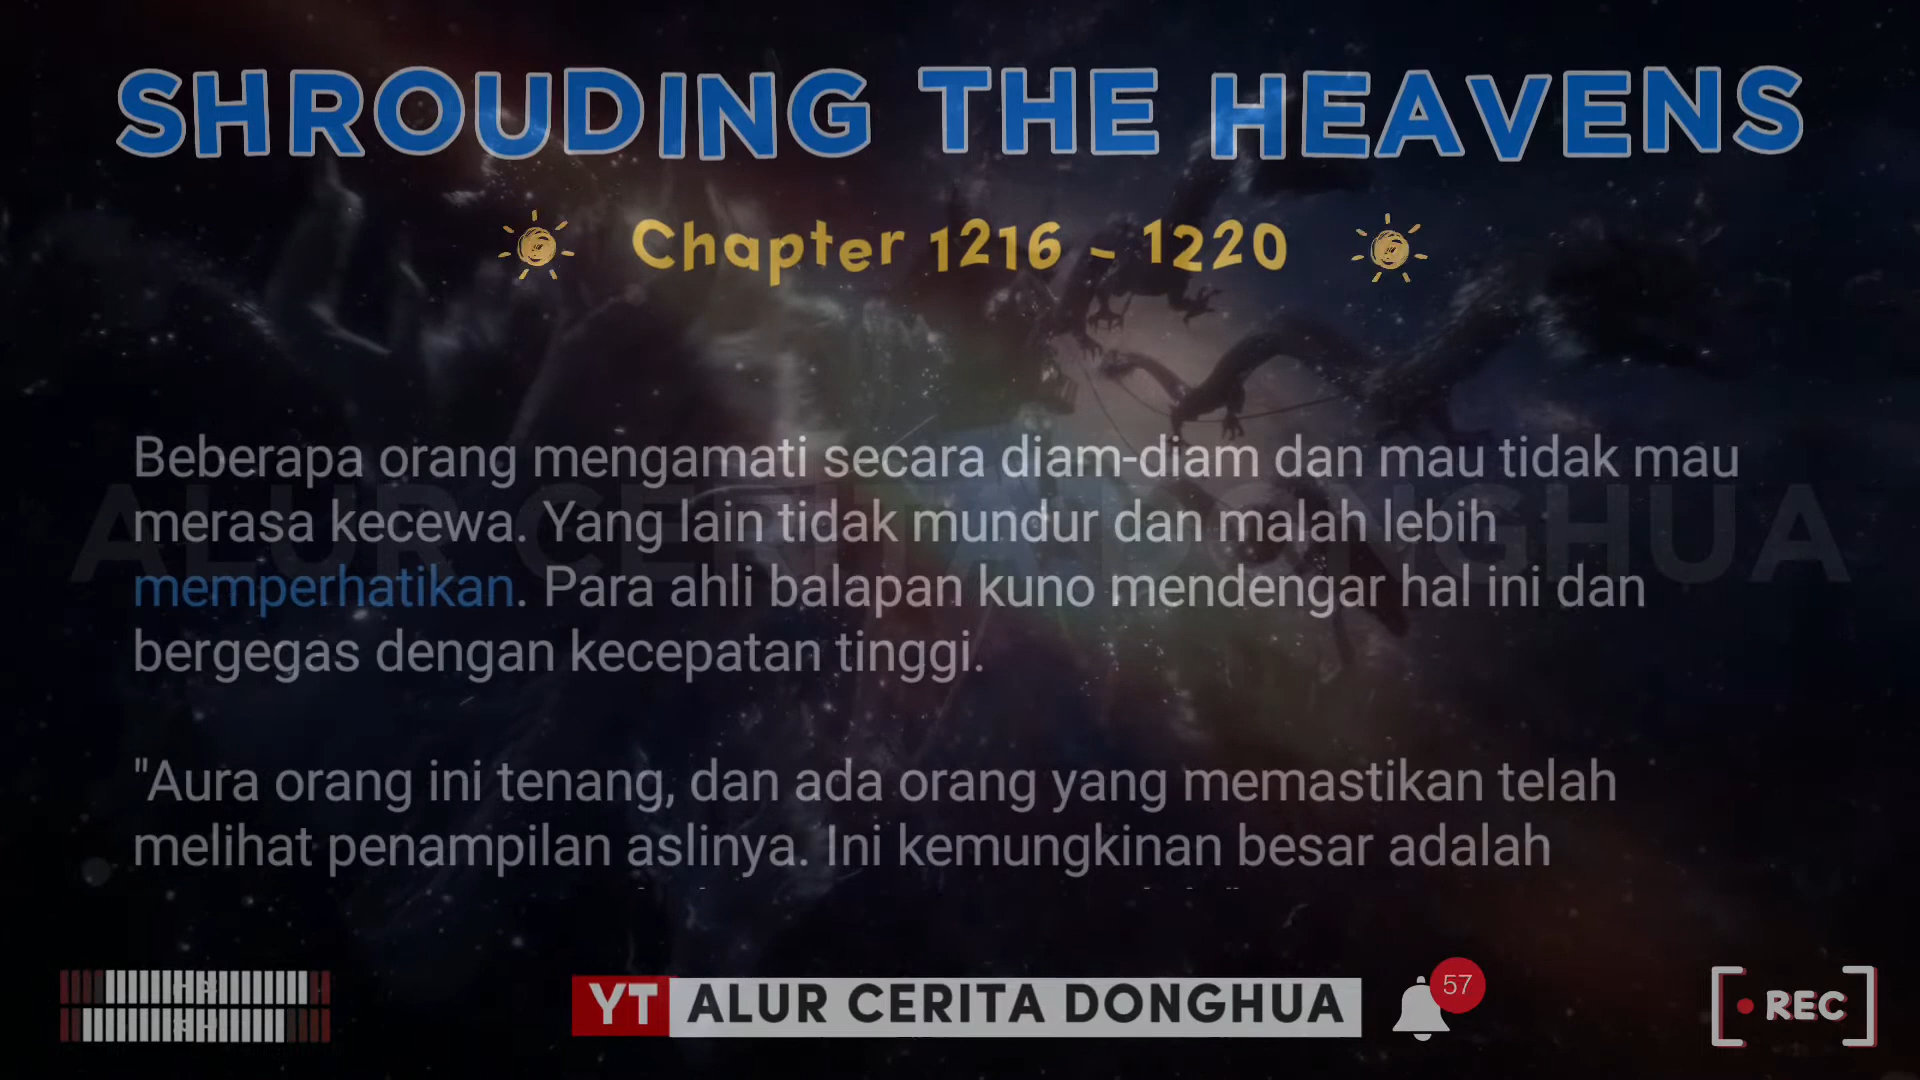 SHROUDING THE HEAVENS
Chapter 1216 - 1220
Beberapa orang mengamati secara diam-diam dan mau tidak mau
merasa kecewa. Yang lain tidak mundur dan malah lebih
memperhatikan. Para ahli balapan kuno mendengar hal ini dan
bergegas dengan kecepatan tinggi.
ALUR CERITA DONGHUA
"Aura orang ini tenang, dan ada orang yang memastikan telah
melihat penampilan aslinya. Ini kemungkinan besar adalah
YT ALUR CERITA DONGHUA
57
REC